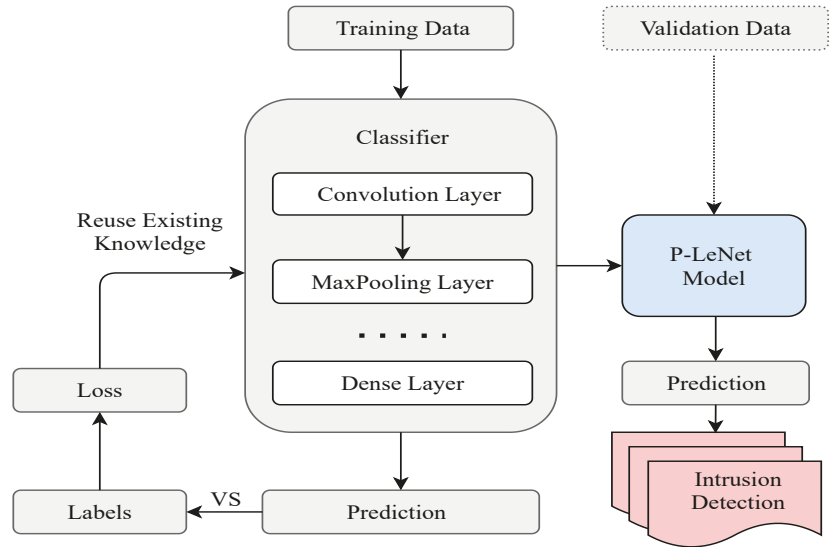 Training Data
Validation Data
Classifier
Convolution Layer
MaxPooling Layer
. . . . .
Dense Layer
Reuse Existing
Knowledge
P-LeNet
Model
Loss
Prediction
Labels
VS
Prediction
Intrusion
Detection